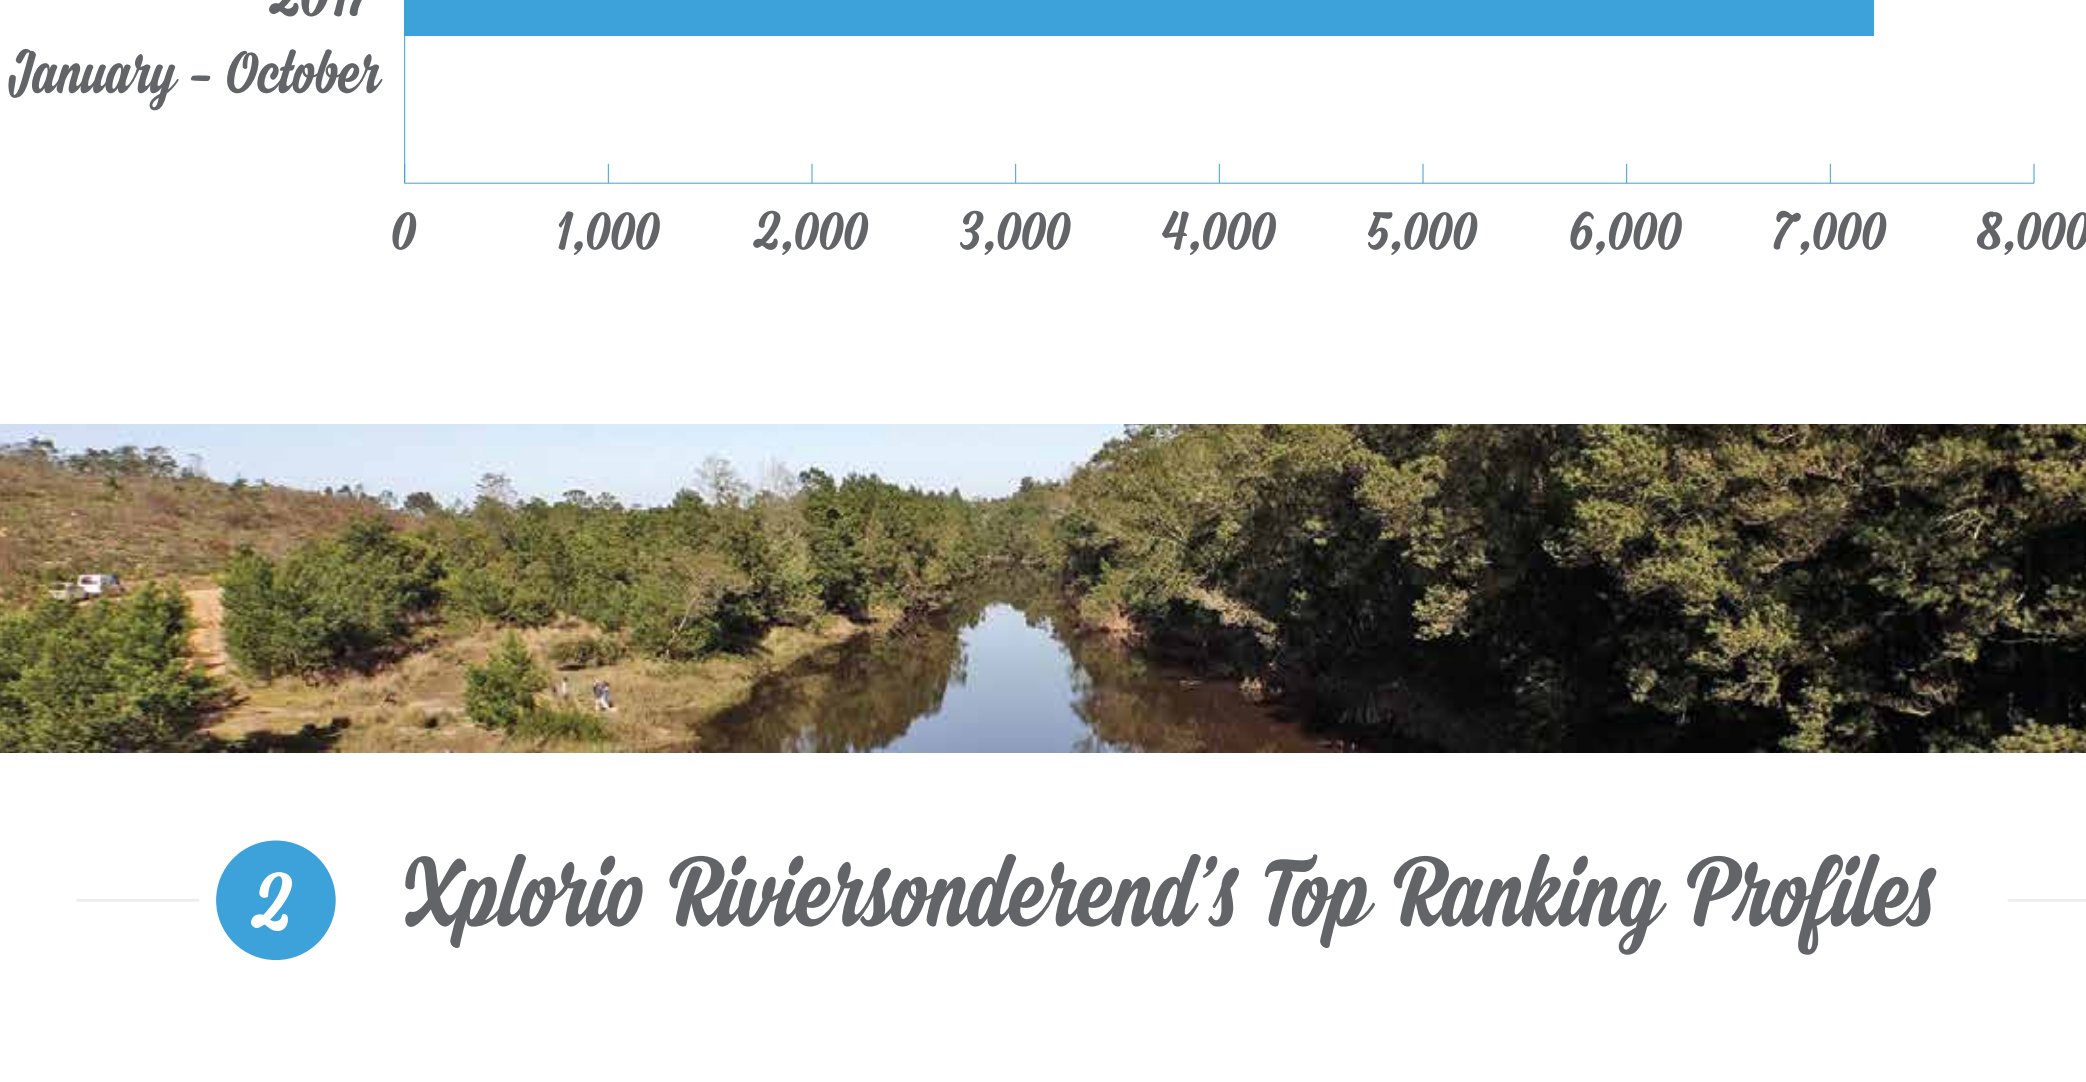 2017
January – October
0 1,000 2,000 3,000 4,000 5,000 6,000 7,000 8,000
2 Xplorio Riviersonderend’s Top Ranking Profiles